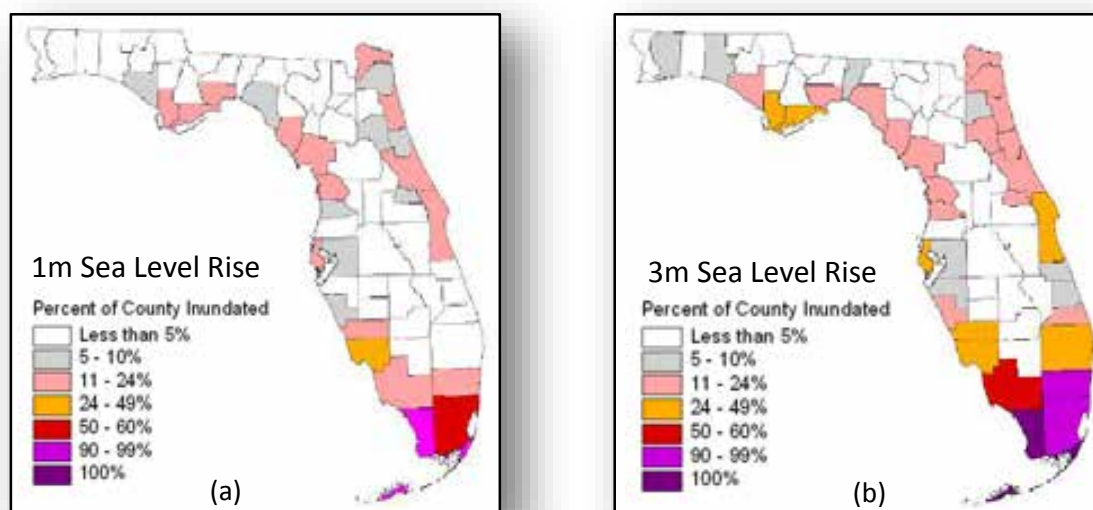 1m Sea Level Rise
Percent of County Inundated
Less than 5%
5 - 10%
11 - 24%
24 - 49%
50 - 60%
90 - 99%
100%
(a)
3m Sea Level Rise
Percent of County Inundated
Less than 5%
5 - 10%
11 - 24%
24 - 49%
50 - 60%
90 - 99%
100%
(b)